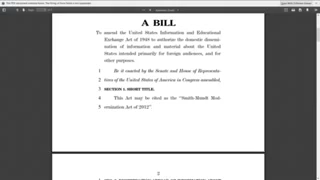 A BILL
To amend the United States Information and Educational
Exchange Act of 1948 to authorize the domestic dissemi-
nation of information and material about the United
States intended primarily for foreign audiences, and for
other purposes.
1 Be it enacted by the Senate and House of Representa-
2 tives of the United States of America in Congress assembled,
3 SECTION 1. SHORT TITLE.
4 This Act may be cited as the "Smith-Mundt Mod-
5 ernization Act of 2012".
2